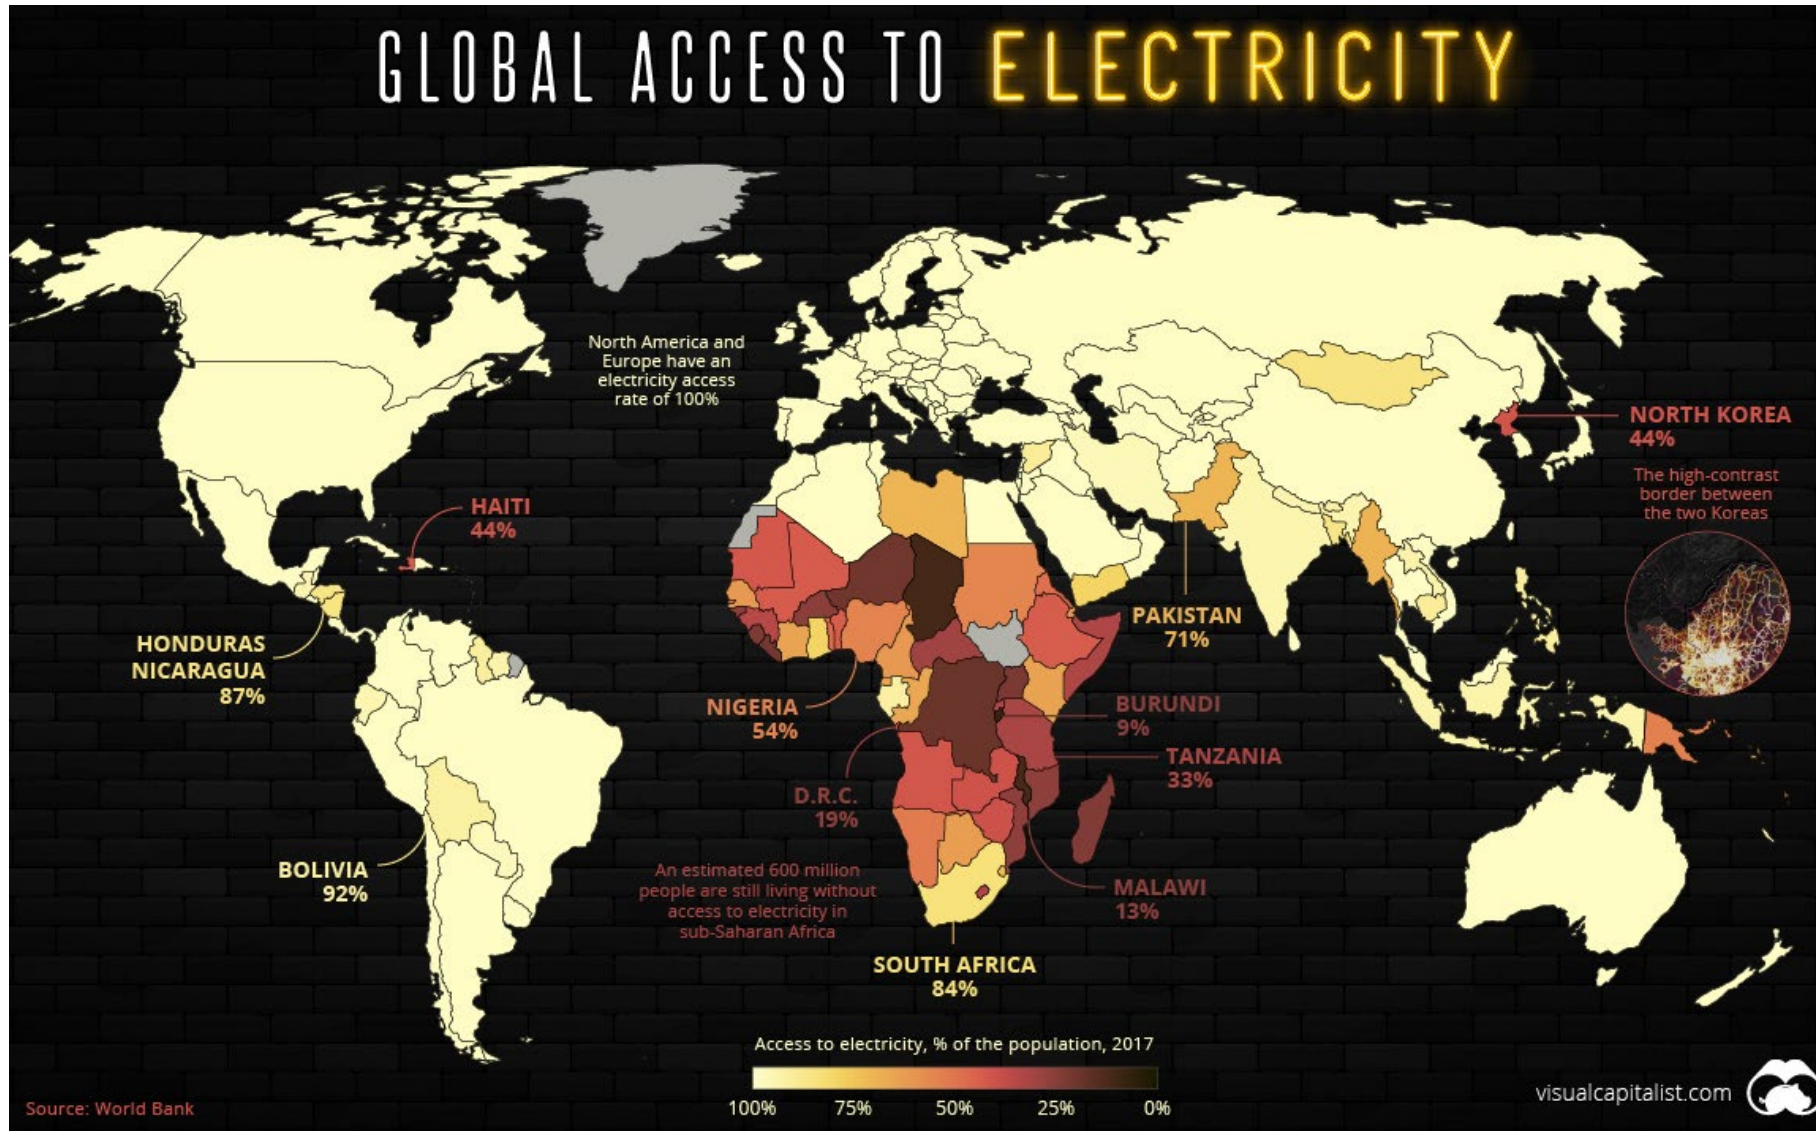 GLOBAL ACCESS TO ELECTRICITY
North America and
Europe have an
electricity access
rate of 100%
NORTH KOREA
44%
The high-contrast
border between
the two Koreas
HAITI
44%
HONDURAS
NICARAGUA
87%
PAKISTAN
71%
NIGERIA
54%
BURUNDI
9%
TANZANIA
33%
D.R.C.
19%
BOLIVIA
92%
An estimated 600 million
people are still living without
access to electricity in
sub-Saharan Africa
MALAWI
13%
SOUTH AFRICA
84%
Access to electricity, % of the population, 2017
100% 75% 50% 25% 0%
Source: World Bank
visualcapitalist.com